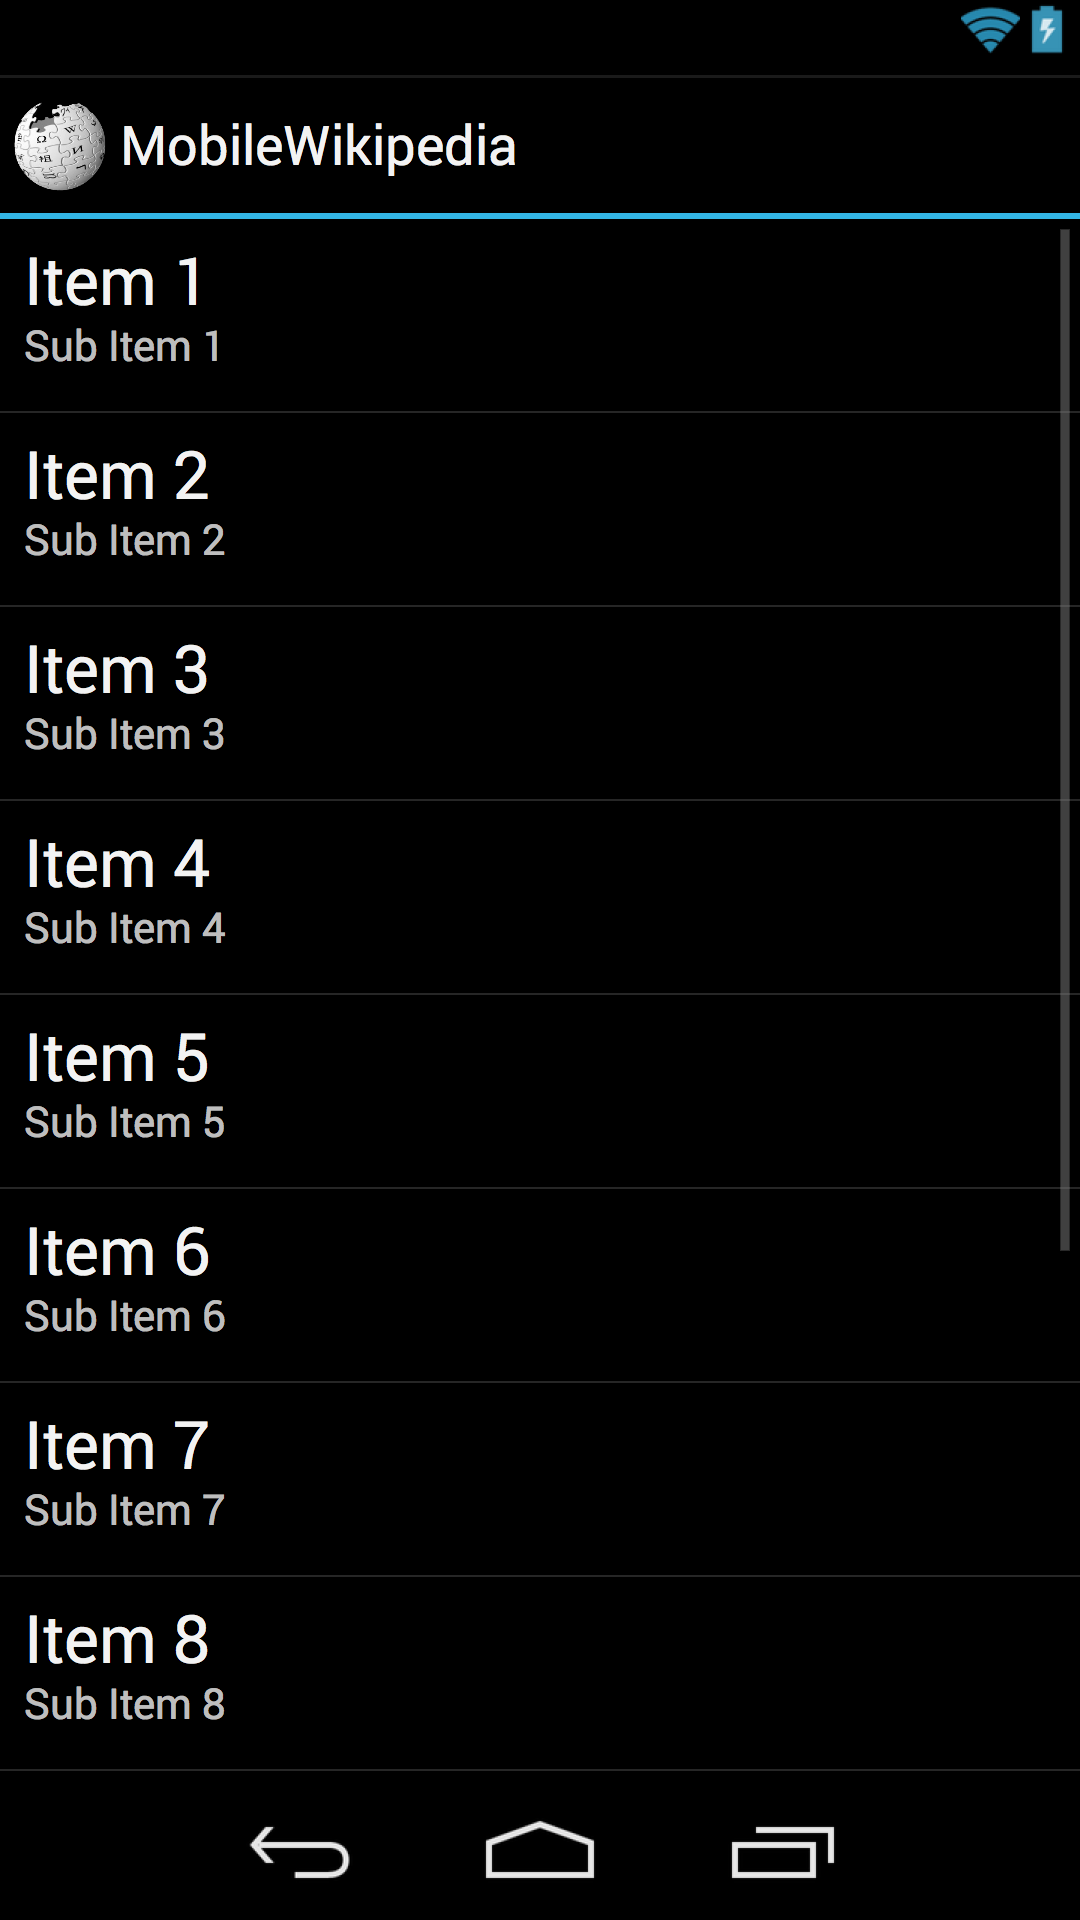 MobileWikipedia
Item 1
Sub Item 1
Item 2
Sub Item 2
Item 3
Sub Item 3
Item 4
Sub Item 4
Item 5
Sub Item 5
Item 6
Sub Item 6
Item 7
Sub Item 7
Item 8
Sub Item 8